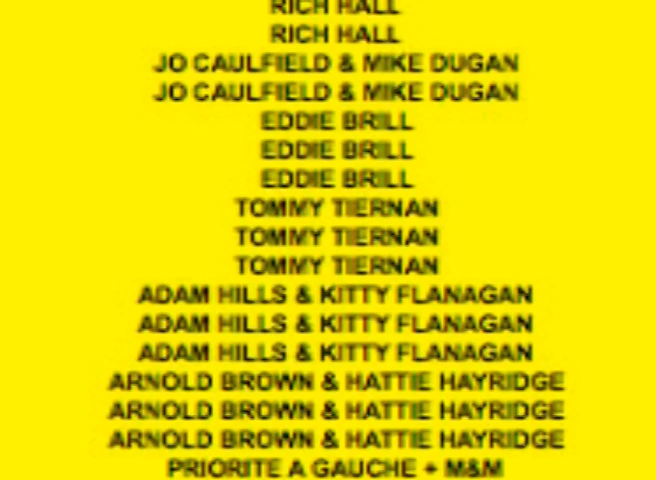 RICH HALL
RICH HALL
JO CAULFIELD & MIKE DUGAN
JO CAULFIELD & MIKE DUGAN
EDDIE BRILL
EDDIE BRILL
EDDIE BRILL
TOMMY TIERNAN
TOMMY TIERNAN
TOMMY TIERNAN
ADAM HILLS & KITTY FLANAGAN
ADAM HILLS & KITTY FLANAGAN
ADAM HILLS & KITTY FLANAGAN
ARNOLD BROWN & HATTIE HAYRIDGE
ARNOLD BROWN & HATTIE HAYRIDGE
ARNOLD BROWN & HATTIE HAYRIDGE
PRIORITE A GAUCHE + M&M